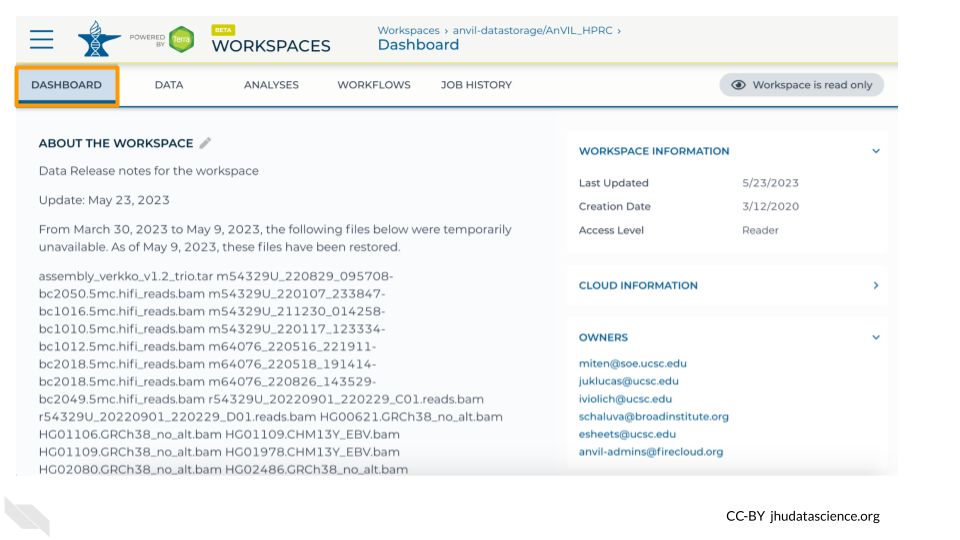 POWERED
BY
Terra
BETA
WORKSPACES
Workspaces › anvil-datastorage/AnVIL_HPRC ›
Dashboard
DASHBOARD
DATA
ANALYSES
WORKFLOWS
JOB HISTORY
Workspace is read only
ABOUT THE WORKSPACE
Data Release notes for the workspace
Update: May 23, 2023
From March 30, 2023 to May 9, 2023, the following files below were temporarily
unavailable. As of May 9, 2023, these files have been restored.
assembly_verkko_v1.2_trio.tar m54329U_220829_095708-
bc2050.5mc.hifi_reads.bam m54329U_220107_233847-
bc1016.5mc.hifi_reads.bam m54329U_211230_014258-
bc1010.5mc.hifi_reads.bam m54329U_220117_123334-
bc1012.5mc.hifi_reads.bam m64076_220516_221911-
bc2018.5mc.hifi_reads.bam m64076_220518_191414-
bc2018.5mc.hifi_reads.bam m64076_220826_143529-
bc2049.5mc.hifi_reads.bam r54329U_20220901_220229_C01.reads.bam
r54329U_20220901_220229_D01.reads.bam HG00621.GRCh38_no_alt.bam
HG01106.GRCh38_no_alt.bam HG01109.CHM13Y_EBV.bam
HG01109.GRCh38_no_alt.bam HG01978.CHM13Y_EBV.bam
HG02080.GRCh38_no_alt.bam HG02486.GRCh38_no_alt.bam
WORKSPACE INFORMATION
Last Updated 5/23/2023
Creation Date 3/12/2020
Access Level Reader
CLOUD INFORMATION
OWNERS
miten@soe.ucsc.edu
juklucas@ucsc.edu
iviolich@ucsc.edu
schaluva@broadinstitute.org
esheets@ucsc.edu
anvil-admins@firecloud.org
CC-BY jhudatascience.org